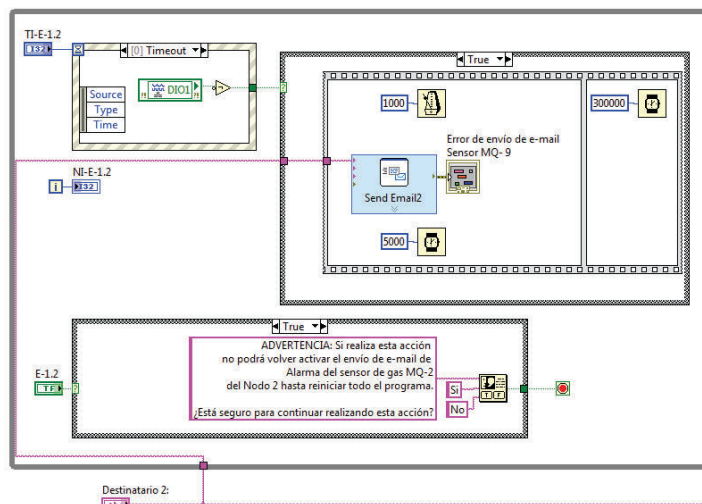 TI-E-1.2
I32
[0] Timeout
DIO1
Source
Type
Time
True
1000
300000
Error de envío de e-mail
Sensor MQ- 9
Send Email2
5000
NI-E-1.2
i
I32
?
True
ADVERTENCIA: Si realiza esta acción
no podrá volver activar el envío de e-mail de
Alarma del sensor de gas MQ-2
del Nodo 2 hasta reiniciar todo el programa.
¿Está seguro para continuar realizando esta acción?
Si
No
T F
E-1.2
TF
?
Destinatario 2: